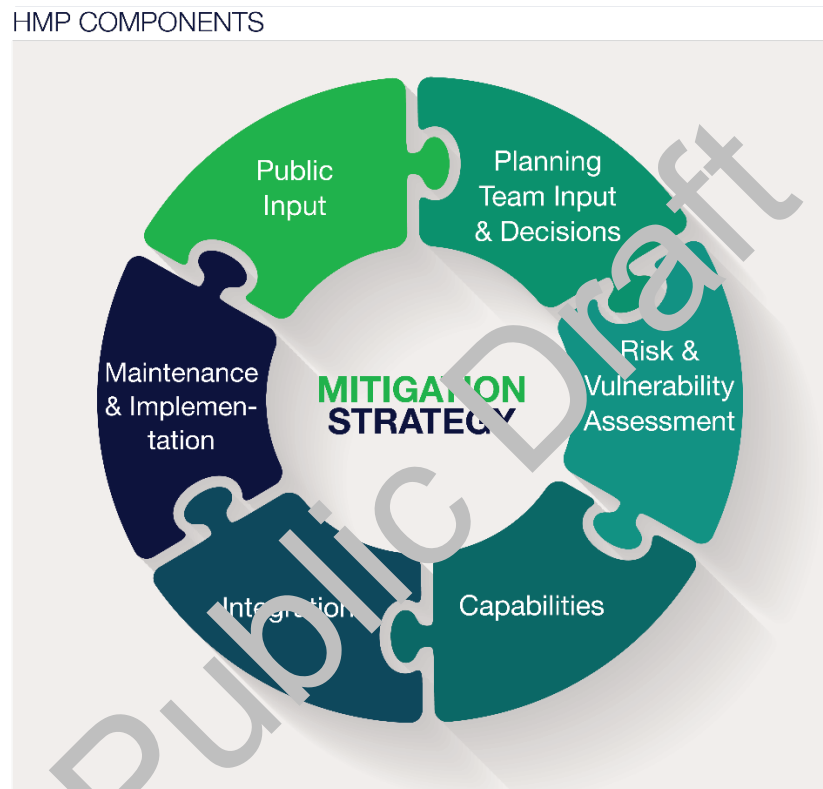 HMP COMPONENTS
Public
Input
Planning
Team Input
& Decisions
Risk &
Vulnerability
Assessment
Capabilities
Integration
Maintenance
& Implemen-
tation
MITIGATION
STRATEGY
Public Draft